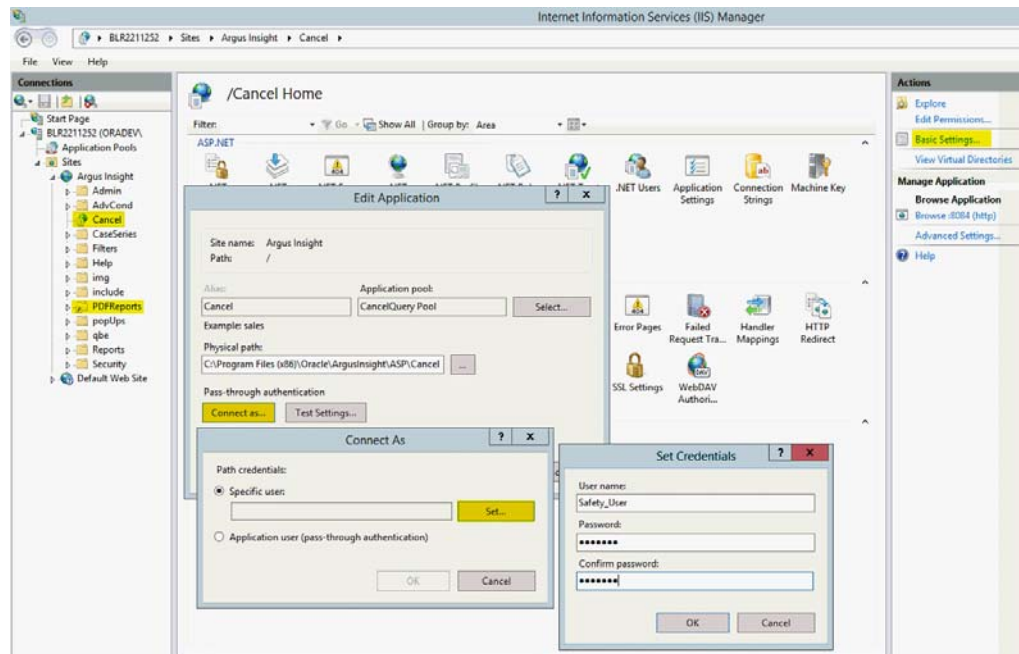 Internet Information Services (IIS) Manager
BLR2211252 Sites Argus Insight Cancel
File View Help
Connections
Start Page
BLR2211252 (ORADEV\
Application Pools
Sites
Argus Insight
Admin
AdvCond
Cancel
CaseSeries
Filters
Help
img
include
PDFReports
popUps
qbe
Reports
Security
Default Web Site
/Cancel Home
Filter: Go Show All Group by: Area
ASP.NET
.NET Users
Application Settings
Connection Strings
Machine Key
Error Pages
Failed Request Tra...
Handler Mappings
HTTP Redirect
SSL Settings
WebDAV Authori...
Edit Application
? x
Site name: Argus Insight
Path: /
Alias:
Application pool:
Cancel
CancelQuery Pool
Select...
Example: sales
Physical path:
C:\Program Files (x86)\Oracle\ArgusInsight\ASP\Cancel
...
Pass-through authentication
Connect as...
Test Settings...
Connect As
? x
Path credentials:
Specific user:
Set...
Application user (pass-through authentication)
OK
Cancel
Set Credentials
? x
User name:
Safety_User
Password:
•••••••
Confirm password:
•••••••
OK
Cancel
Actions
Explore
Edit Permissions...
Basic Settings...
View Virtual Directories
Manage Application
Browse Application
Browse :8084 (http)
Advanced Settings...
Help